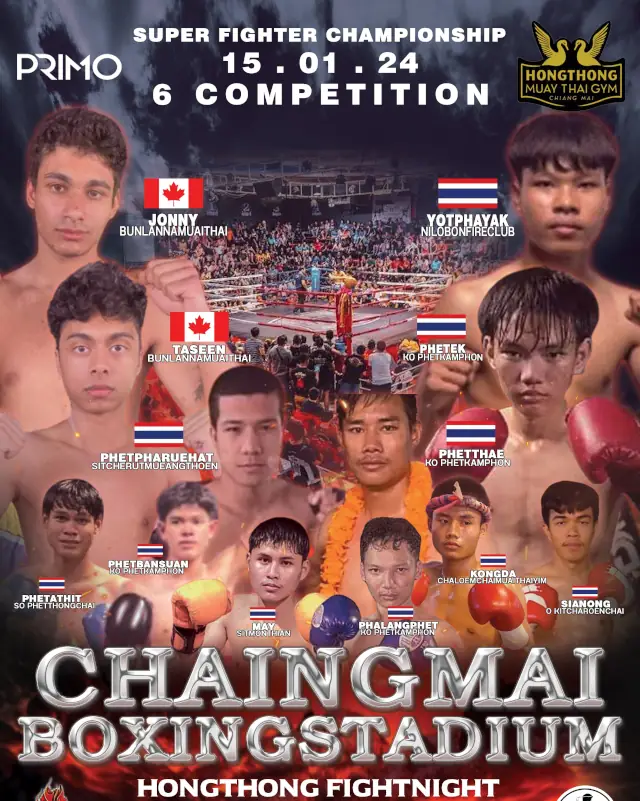 SUPER FIGHTER CHAMPIONSHIP
15 . 01 . 24
6 COMPETITION
PRIMO
HONGTHONG
MUAY THAI GYM
CHIANG MAI
JONNY
BUNLANNAMUAITHAI
YOTPHAYAK
NILOBONFIRECLUB
TASEEN
BUNLANNAMUAITHAI
PHETEK
KO PHETKAMPHON
PHETPHARUEHAT
SITCHERUTMUEANGTHOEN
PHETTHAE
KO PHETKAMPHON
PHETBANSUAN
KO PHETKAMPHON
KONGDA
CHALOEMCHAIMUAITHAIYIM
PHETATHIT
SO PHETTHONGCHAI
SIANONG
O KITCHAROENCHAI
MAY
SITMONTHIAN
PHALANGPHET
KO PHETKAMPHON
CHAINGMAI
BOXINGSTADIUM
HONGTHONG FIGHTNIGHT